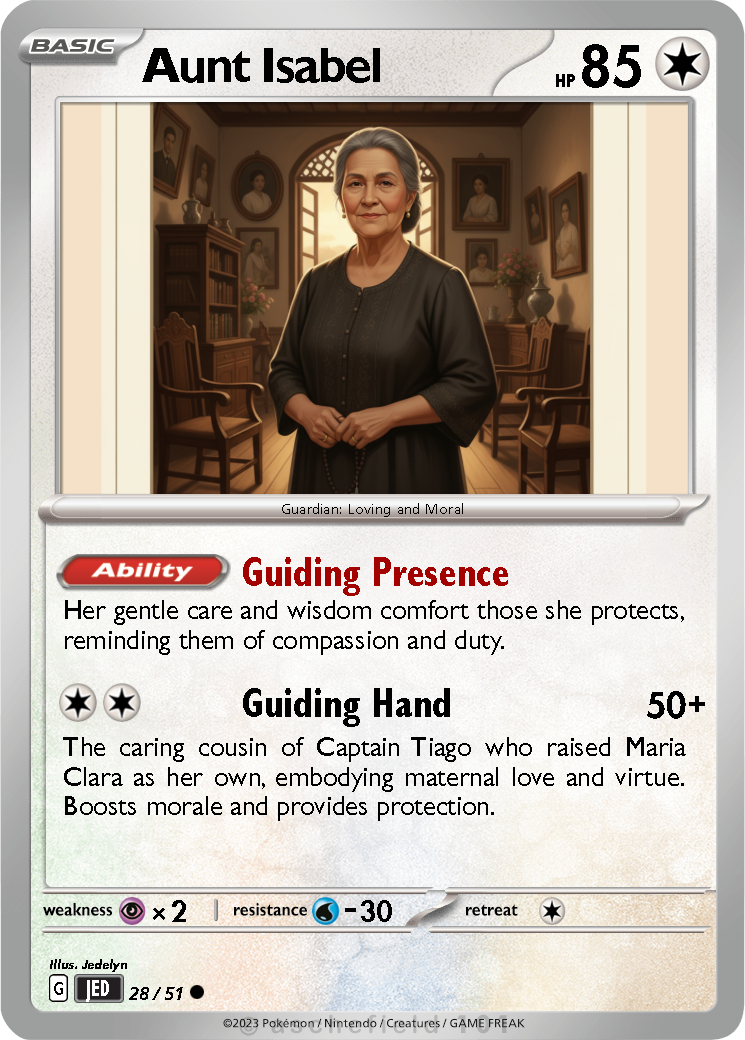 BASIC
Aunt Isabel
HP 85
Guardian: Loving and Moral
Ability Guiding Presence
Her gentle care and wisdom comfort those she protects,
reminding them of compassion and duty.
Guiding Hand 50+
The caring cousin of Captain Tiago who raised Maria
Clara as her own, embodying maternal love and virtue.
Boosts morale and provides protection.
weakness ×2 | resistance -30 retreat
Illus. Jedelyn
G JED 28 / 51
©2023 Pokémon / Nintendo / Creatures / GAME FREAK